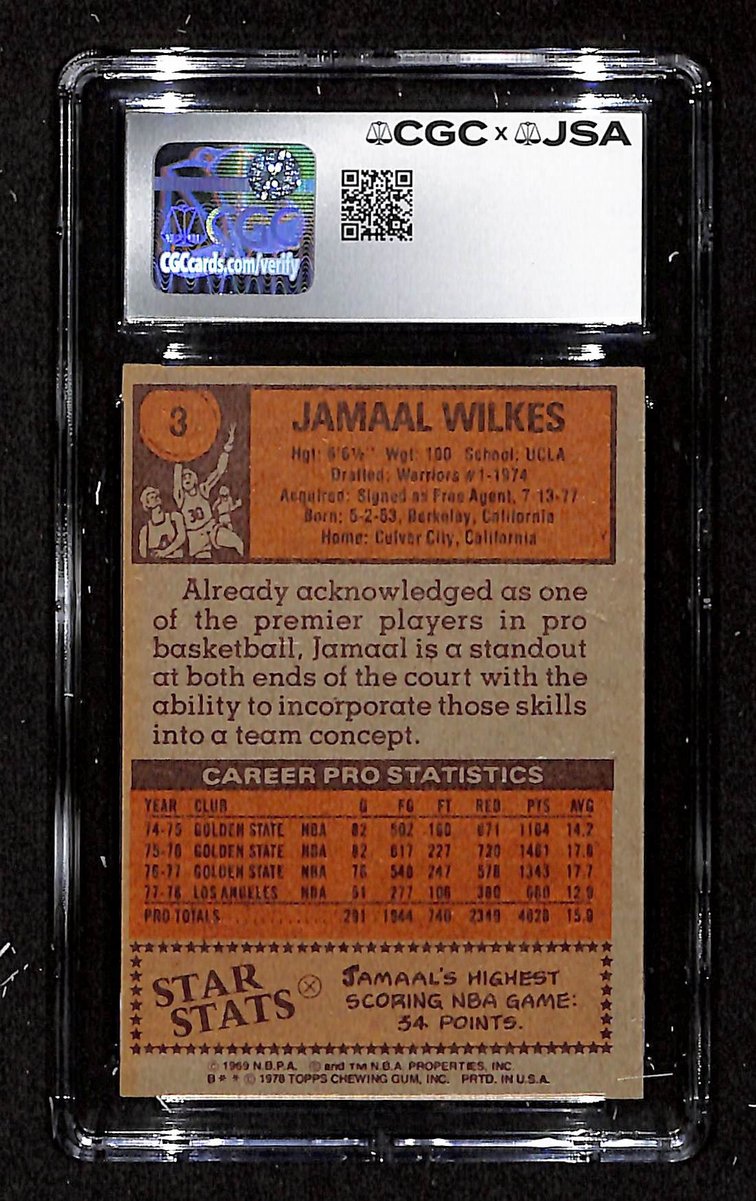 CGC x JSA
CGC
CGCcards.com/verify
3
JAMAAL WILKES
Hgt: 6'6½" Wgt: 190 School: UCLA
Drafted: Warriors #1-1974
Acquired: Signed as Free Agent, 7-13-77
Born: 5-2-53, Berkeley, California
Home: Culver City, California
30
Already acknowledged as one
of the premier players in pro
basketball, Jamaal is a standout
at both ends of the court with the
ability to incorporate those skills
into a team concept.
CAREER PRO STATISTICS
YEAR CLUB G FG FT REB PTS AVG
74-75 GOLDEN STATE NBA 82 502 160 671 1164 14.2
75-76 GOLDEN STATE NBA 82 617 227 720 1461 17.8
76-77 GOLDEN STATE NBA 76 548 247 578 1343 17.7
77-78 LOS ANGELES NBA 51 277 106 380 660 12.9
PRO TOTALS 291 1944 740 2349 4628 15.9
STAR
STATS
JAMAAL'S HIGHEST
SCORING NBA GAME:
34 POINTS.
© 1969 N.B.P.A. © and TM N.B.A. PROPERTIES, INC.
B * * © 1978 TOPPS CHEWING GUM, INC. PRTD. IN U.S.A.